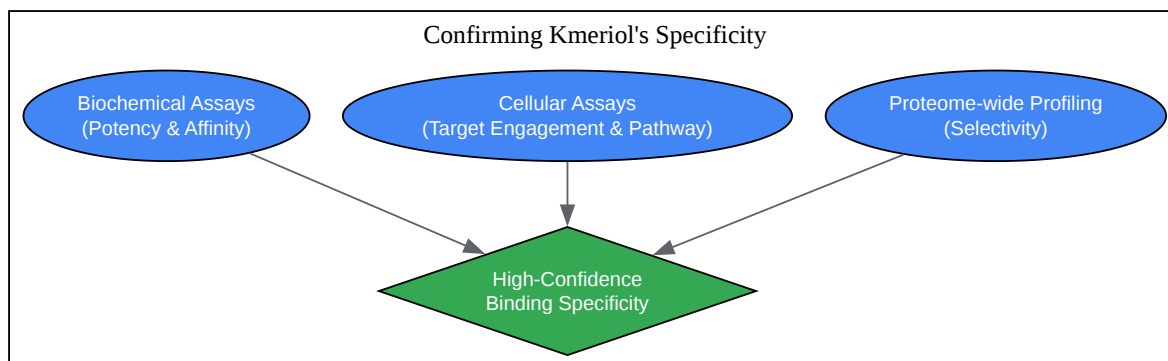 Confirming Kmeriol's Specificity
Biochemical Assays
(Potency & Affinity)
Cellular Assays
(Target Engagement & Pathway)
Proteome-wide Profiling
(Selectivity)
High-Confidence
Binding Specificity